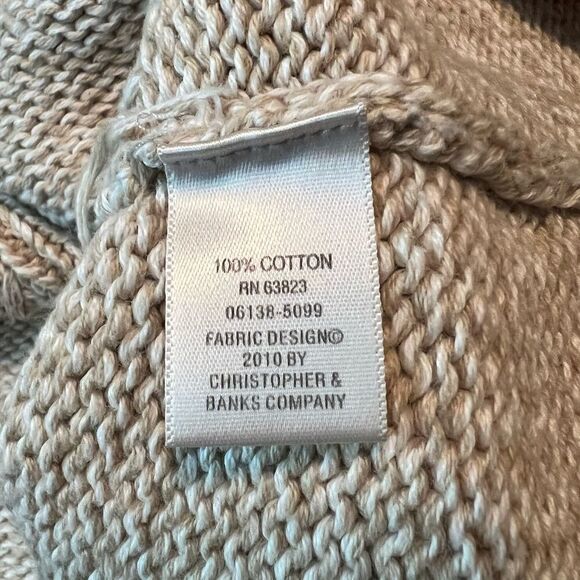 100% COTTON
RN 63823
06138-5099
FABRIC DESIGN©
2010 BY
CHRISTOPHER &
BANKS COMPANY